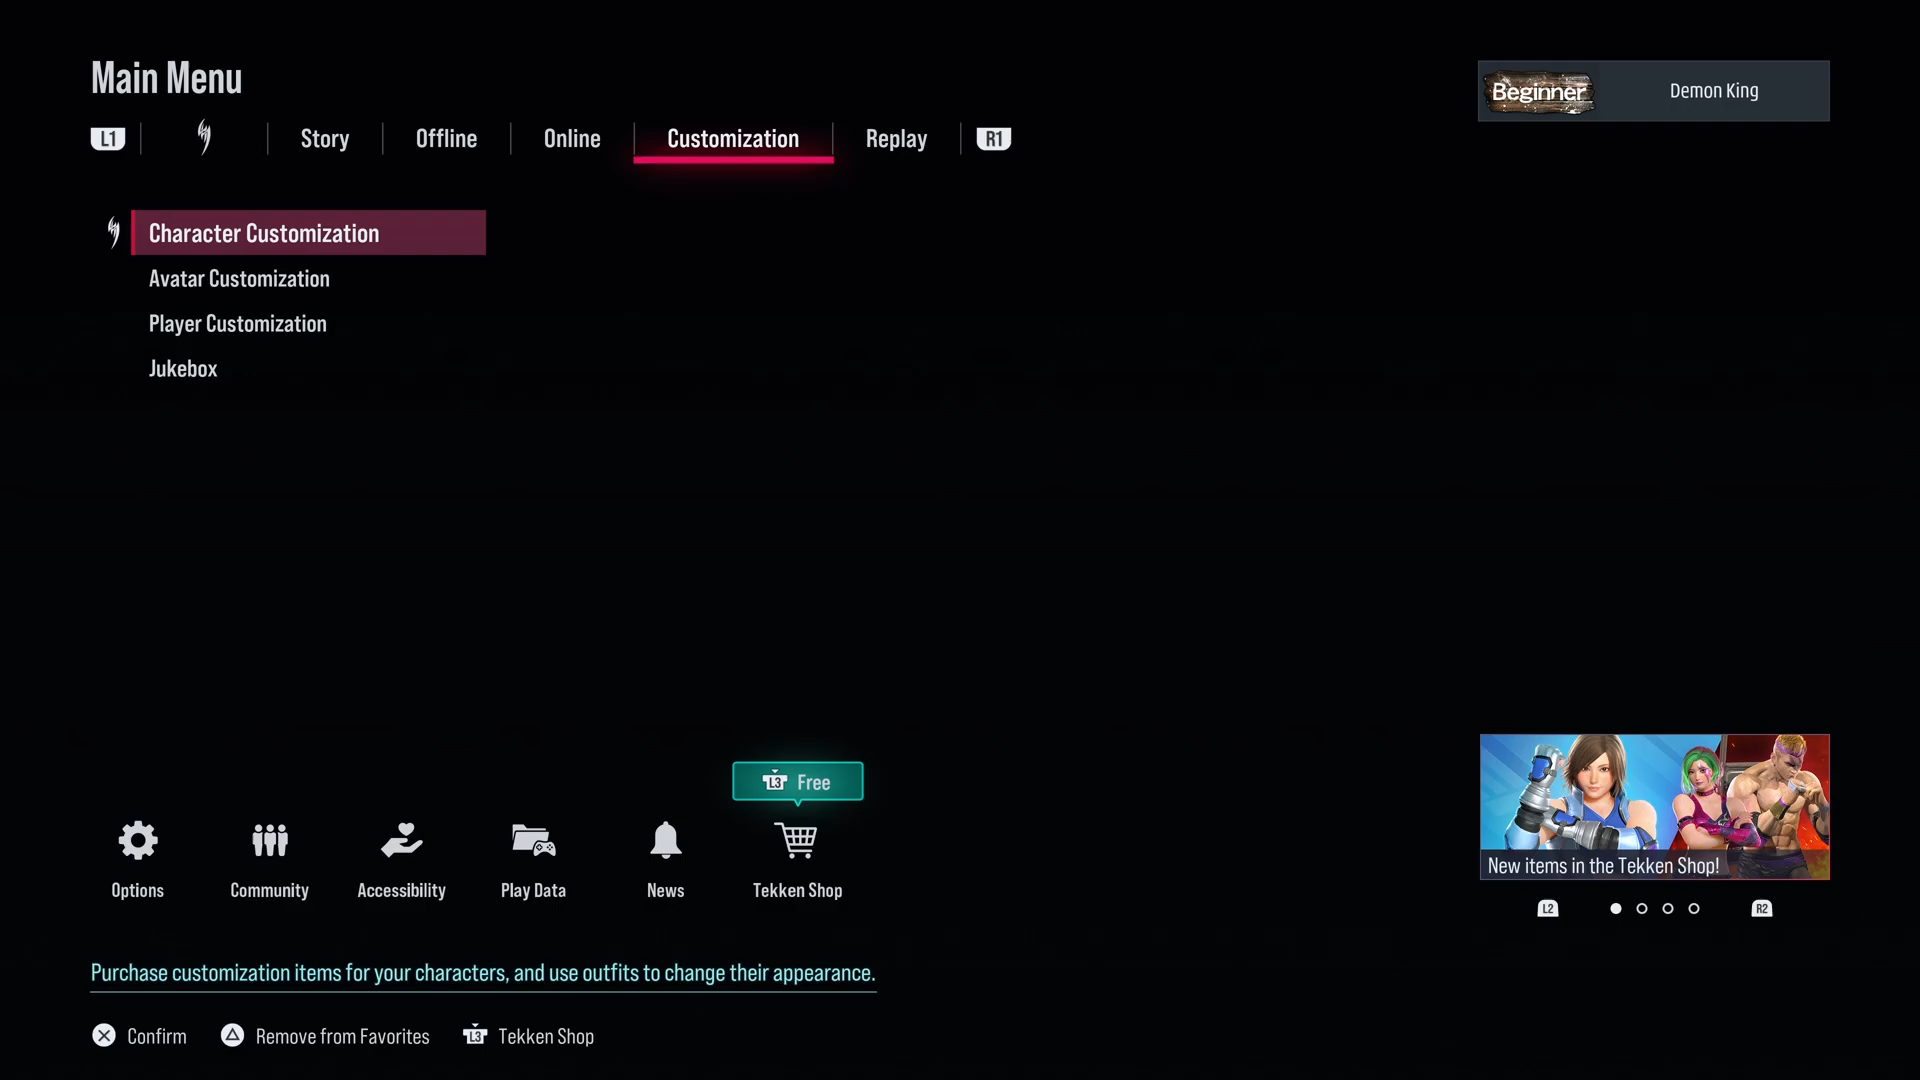 Main Menu
Beginner Demon King
L1 Story Offline Online Customization Replay R1
Character Customization
Avatar Customization
Player Customization
Jukebox
L3 Free
Options Community Accessibility Play Data News Tekken Shop
New items in the Tekken Shop!
L2 R2
Purchase customization items for your characters, and use outfits to change their appearance.
Confirm Remove from Favorites L3 Tekken Shop